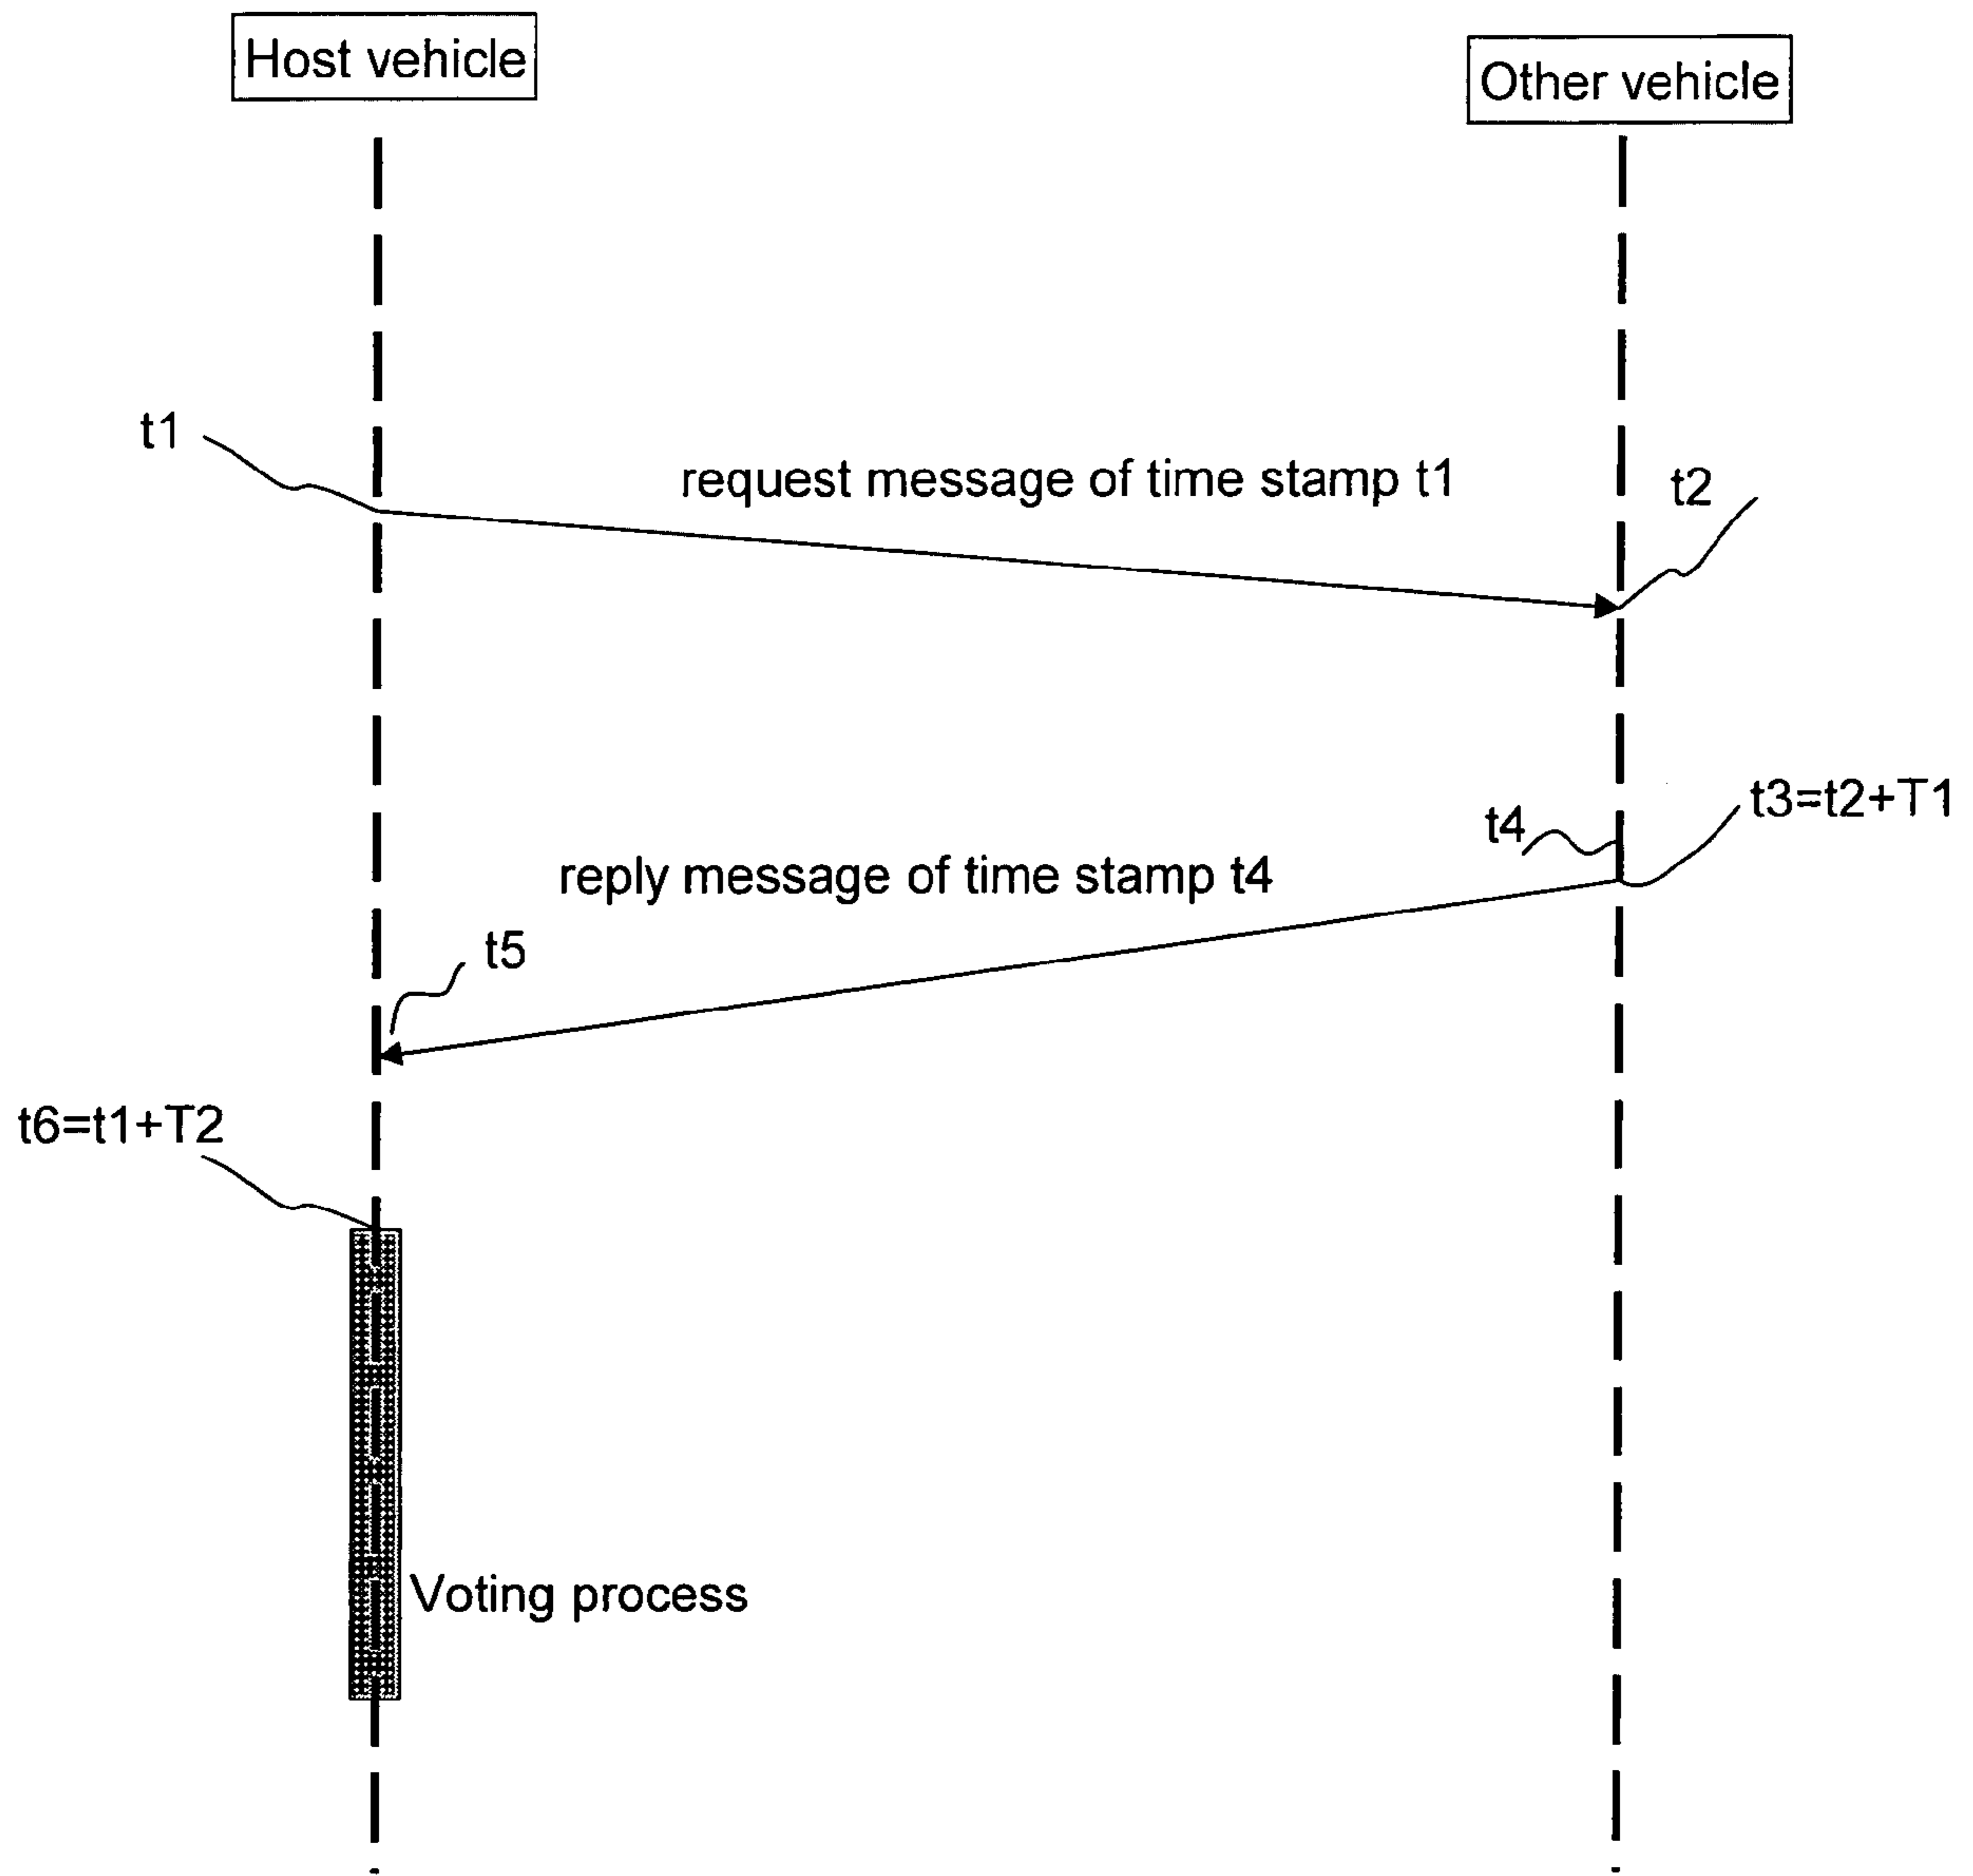 Host vehicle
Other vehicle
t1
request message of time stamp t1
t2
t3=t2+T1
t4
reply message of time stamp t4
t5
t6=t1+T2
Voting process